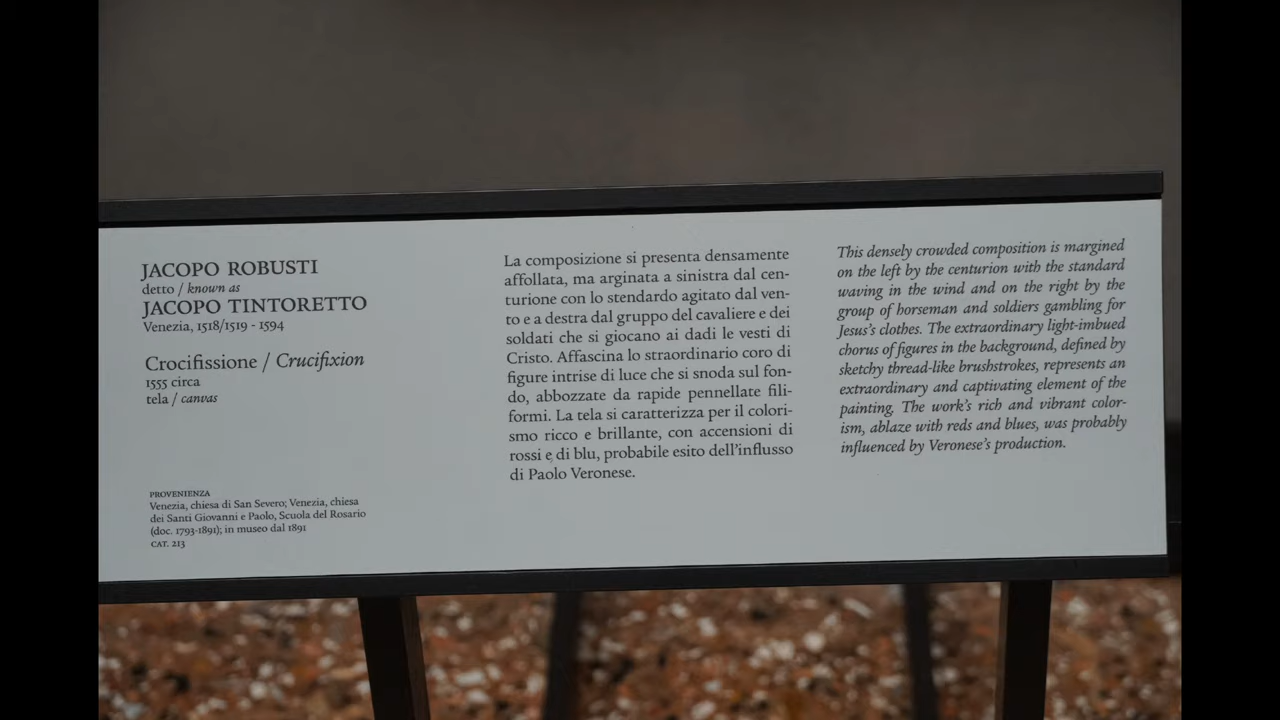 JACOPO ROBUSTI
detto / known as
JACOPO TINTORETTO
Venezia, 1518/1519 - 1594
Crocifissione / Crucifixion
1555 circa
tela / canvas
PROVENIENZA
Venezia, chiesa di San Severo; Venezia, chiesa
dei Santi Giovanni e Paolo, Scuola del Rosario
(doc. 1793-1891); in museo dal 1891
CAT. 213
La composizione si presenta densamente
affollata, ma arginata a sinistra dal cen-
turione con lo stendardo agitato dal ven-
to e a destra dal gruppo del cavaliere e dei
soldati che si giocano ai dadi le vesti di
Cristo. Affascina lo straordinario coro di
figure intrise di luce che si snoda sul fon-
do, abbozzate da rapide pennellate fili-
formi. La tela si caratterizza per il colori-
smo ricco e brillante, con accensioni di
rossi e di blu, probabile esito dell'influsso
di Paolo Veronese.
This densely crowded composition is margined
on the left by the centurion with the standard
waving in the wind and on the right by the
group of horseman and soldiers gambling for
Jesus's clothes. The extraordinary light-imbued
chorus of figures in the background, defined by
sketchy thread-like brushstrokes, represents an
extraordinary and captivating element of the
painting. The work's rich and vibrant color-
ism, ablaze with reds and blues, was probably
influenced by Veronese's production.